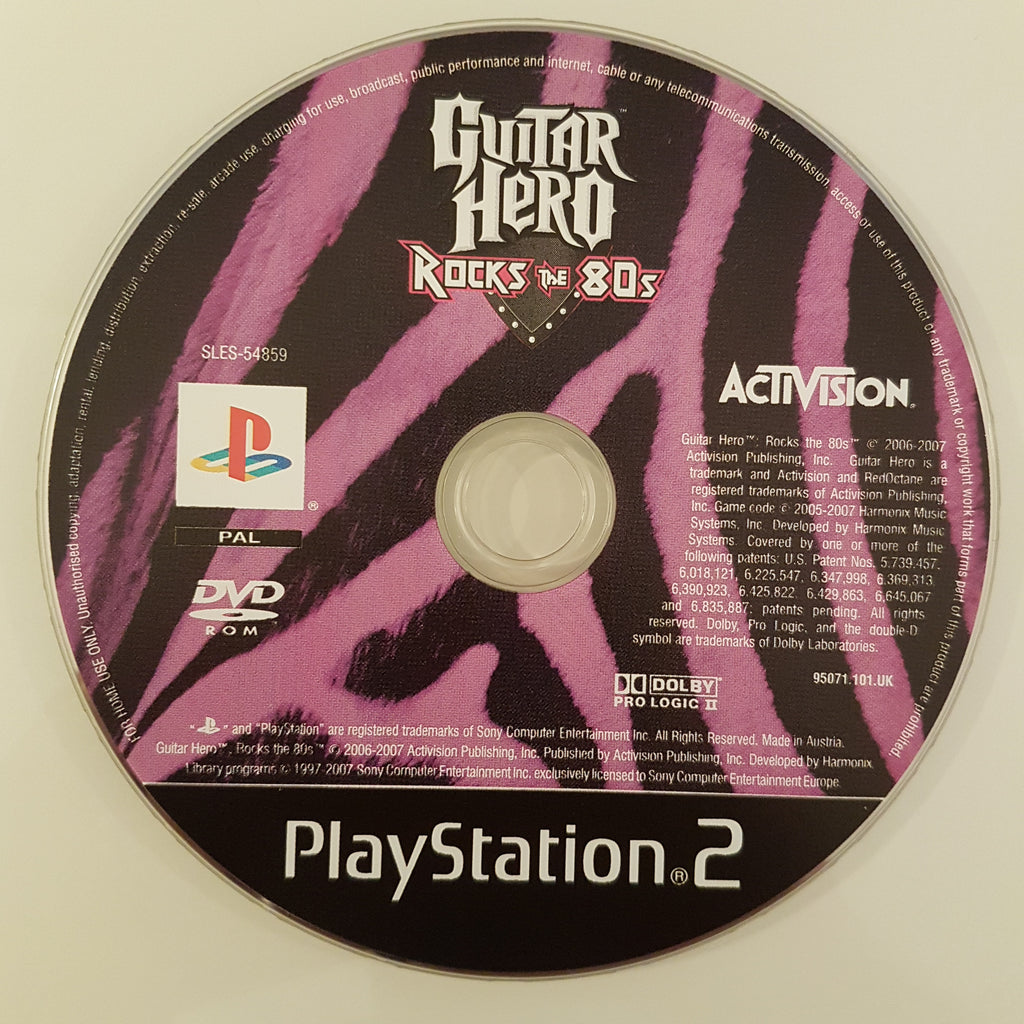 FOR HOME USE ONLY. Unauthorised copying, adaptation, rental, lending, distribution, extraction, re-sale, arcade use, charging for use, broadcast, public performance and internet, cable or any telecommunications transmission, access or use of this product or any trademark or copyright work that forms part of this product are prohibited
GUITAR
HERO™
ROCKS THE 80s
SLES-54859
ACTIVISION®
®
PAL
DVD
ROM
Guitar Hero™: Rocks the 80s™ © 2006-2007
Activision Publishing, Inc. Guitar Hero is a
trademark and Activision and RedOctane are
registered trademarks of Activision Publishing,
Inc. Game code © 2005-2007 Harmonix Music
Systems, Inc. Developed by Harmonix Music
Systems. Covered by one or more of the
following patents: U.S. Patent Nos. 5,739,457,
6,018,121, 6,225,547, 6,347,998, 6,369,313,
6,390,923, 6,425,822, 6,429,863, 6,645,067
and 6,835,887; patents pending. All rights
reserved. Dolby, Pro Logic, and the double-D
symbol are trademarks of Dolby Laboratories.
DOLBY®
PRO LOGIC II
95071.101.UK
" " and "PlayStation" are registered trademarks of Sony Computer Entertainment Inc. All Rights Reserved. Made in Austria.
Guitar Hero™: Rocks the 80s™ © 2006-2007 Activision Publishing, Inc. Published by Activision Publishing, Inc. Developed by Harmonix.
Library programs © 1997-2007 Sony Computer Entertainment Inc. exclusively licensed to Sony Computer Entertainment Europe.
PlayStation®2